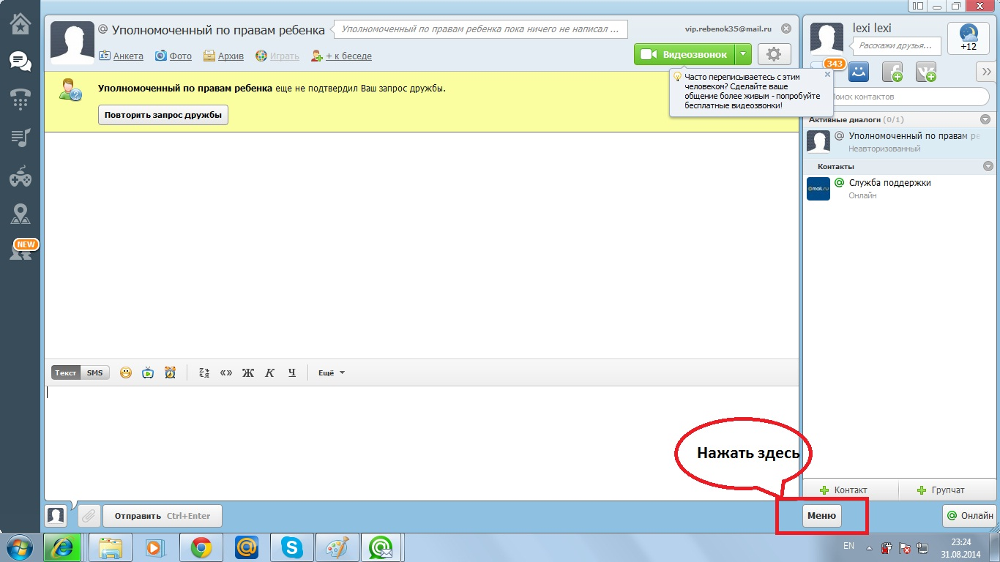 NEW
@ Уполномоченный по правам ребенка
Уполномоченный по правам ребенка пока ничего не написал ...
vip.rebenok35@mail.ru
Анкета
Фото
Архив
Играть
+ к беседе
Видеозвонок
Часто переписываетесь с этим
человеком? Сделайте ваше
общение более живым - попробуйте
бесплатные видеозвонки!
Уполномоченный по правам ребенка еще не подтвердил Ваш запрос дружбы.
Повторить запрос дружбы
lexi lexi
Расскажи друзья...
+12
343
поиск контактов
Активные диалоги (0/1)
@ Уполномоченный по правам ре
Неавторизованный
Контакты
@mail.ru
@ Служба поддержки
Онлайн
Текст
SMS
Ж
К
Ч
Ещё
Нажать здесь
Контакт
Групчат
Отправить Ctrl+Enter
Меню
@ Онлайн
EN
23:24
31.08.2014